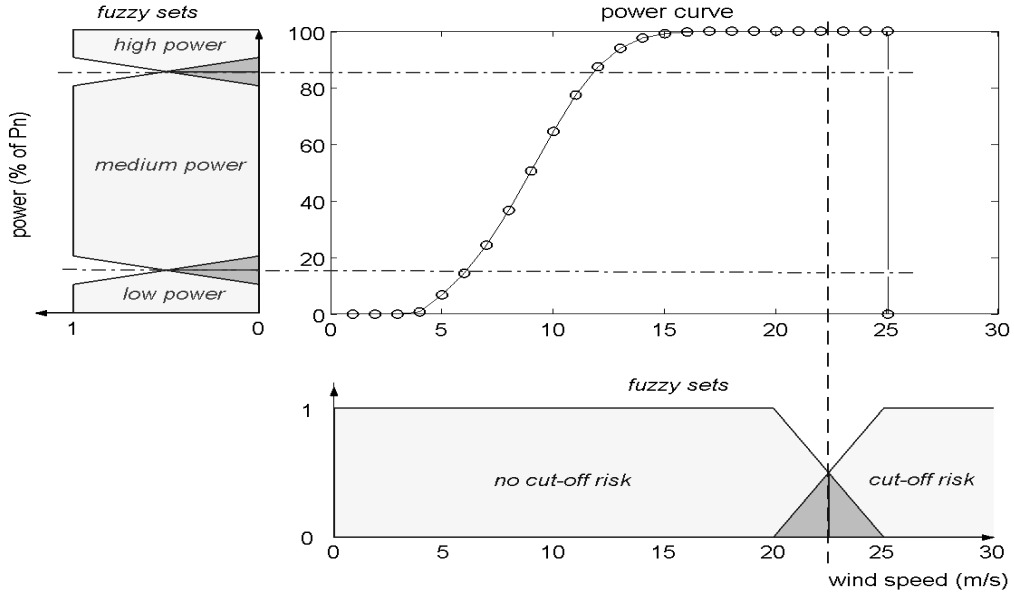 fuzzy sets
high power
medium power
low power
power (% of Pn)
1
0
power curve
100
80
60
40
20
0
0
5
10
15
20
25
30
fuzzy sets
1
0
no cut-off risk
cut-off risk
0
5
10
15
20
25
30
wind speed (m/s)